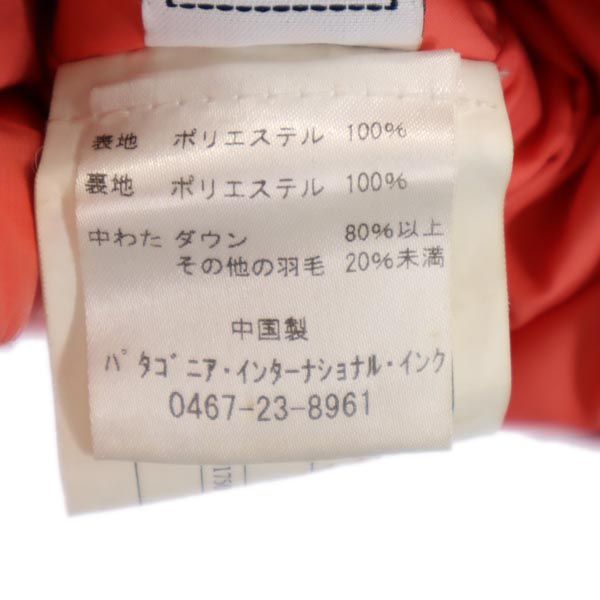 表地 ポリエステル 100%
裏地 ポリエステル 100%
中わた ダウン 80%以上
その他の羽毛 20%未満
中国製
パタゴニア・インターナショナル・インク
0467-23-8961